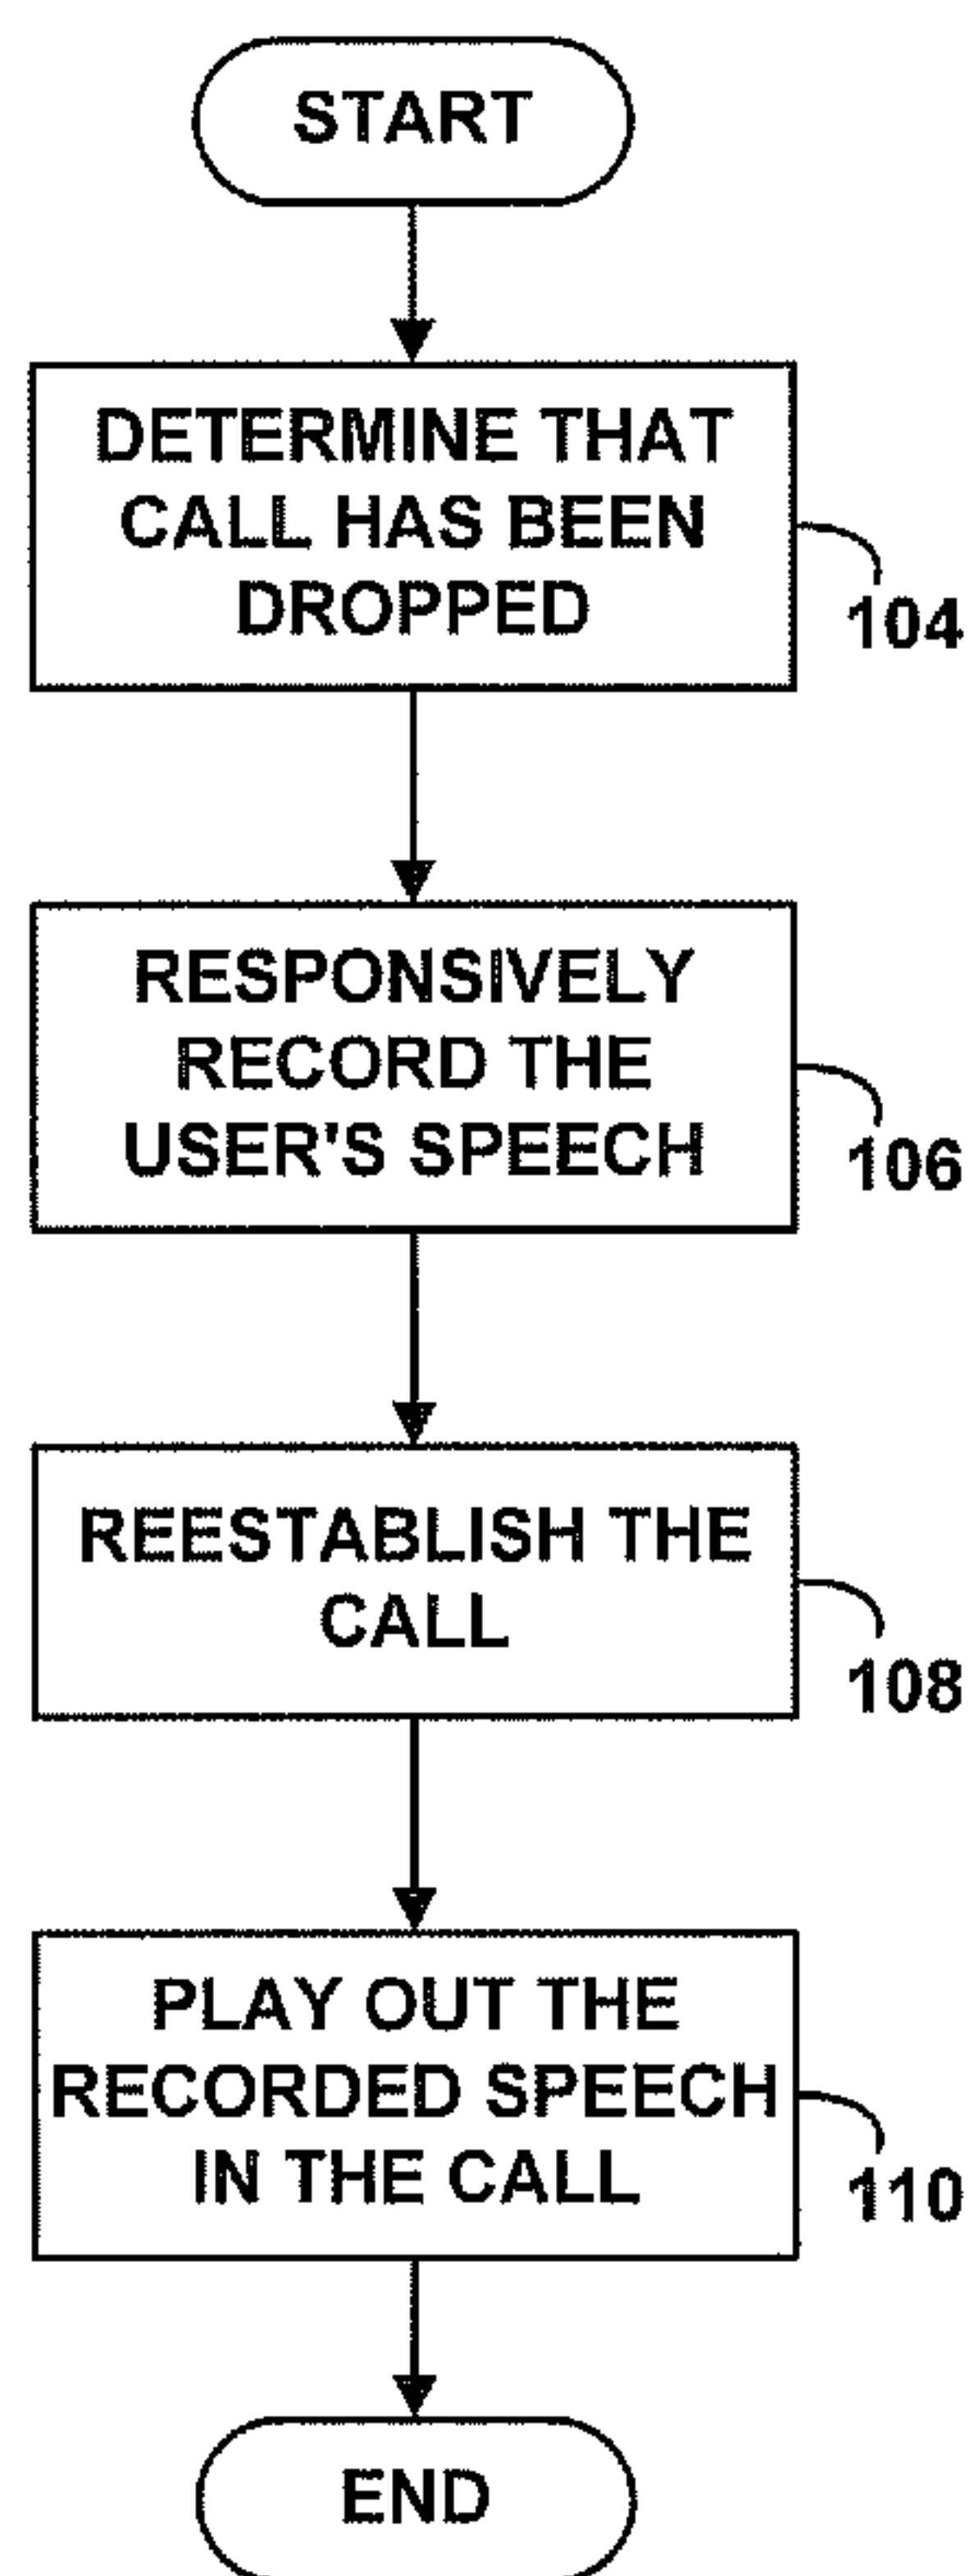 START
DETERMINE THAT
CALL HAS BEEN
DROPPED
104
RESPONSIVELY
RECORD THE
USER'S SPEECH
106
REESTABLISH THE
CALL
108
PLAY OUT THE
RECORDED SPEECH
IN THE CALL
110
END